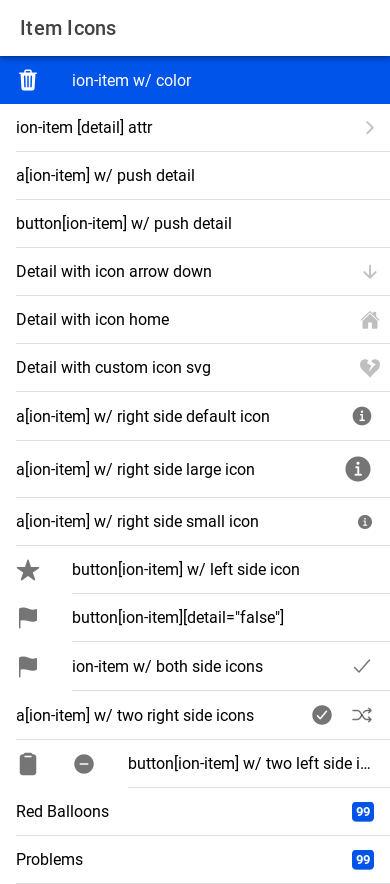 Item Icons
ion-item w/ color
ion-item [detail] attr
a[ion-item] w/ push detail
button[ion-item] w/ push detail
Detail with icon arrow down
Detail with icon home
Detail with custom icon svg
a[ion-item] w/ right side default icon
a[ion-item] w/ right side large icon
a[ion-item] w/ right side small icon
button[ion-item] w/ left side icon
button[ion-item][detail="false"]
ion-item w/ both side icons
a[ion-item] w/ two right side icons
button[ion-item] w/ two left side i...
Red Balloons 99
Problems 99